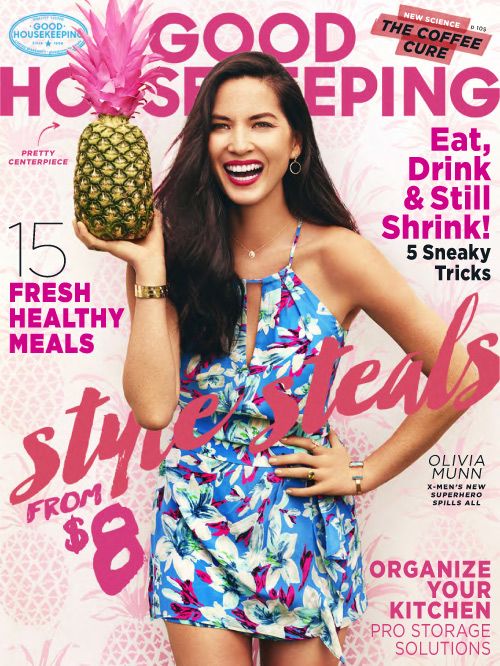 GOOD
HOUSEKEEPING
GOOD
HOUSEKEEPING
NEW SCIENCE
P 105
THE COFFEE
CURE
PRETTY
CENTERPIECE
Eat,
Drink
& Still
Shrink!
5 Sneaky
Tricks
15
FRESH
HEALTHY
MEALS
style steals
FROM
$8
OLIVIA
MUNN
X-MEN'S NEW
SUPERHERO
SPILLS ALL
ORGANIZE
YOUR
KITCHEN
PRO STORAGE
SOLUTIONS